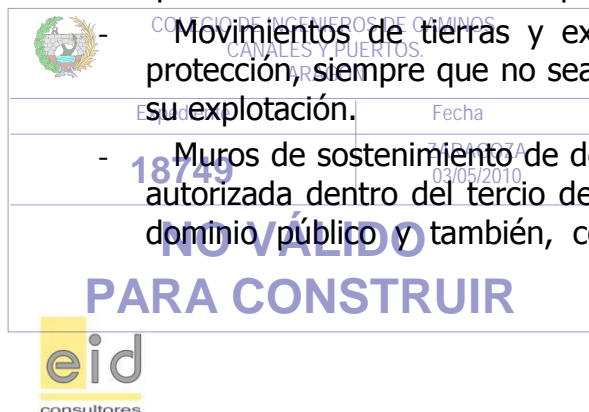 COLEGIO DE INGENIEROS DE CAMINOS,
CANALES Y PUERTOS.
ARAGÓN
Expediente
Fecha
18749
ZARAGOZA
03/05/2010
NO VÁLIDO
PARA CONSTRUIR
- Movimientos de tierras y ex
protección, siempre que no sea
su explotación.
- Muros de sostenimiento de d
autorizada dentro del tercio de
dominio público y también, c
eid
consultores